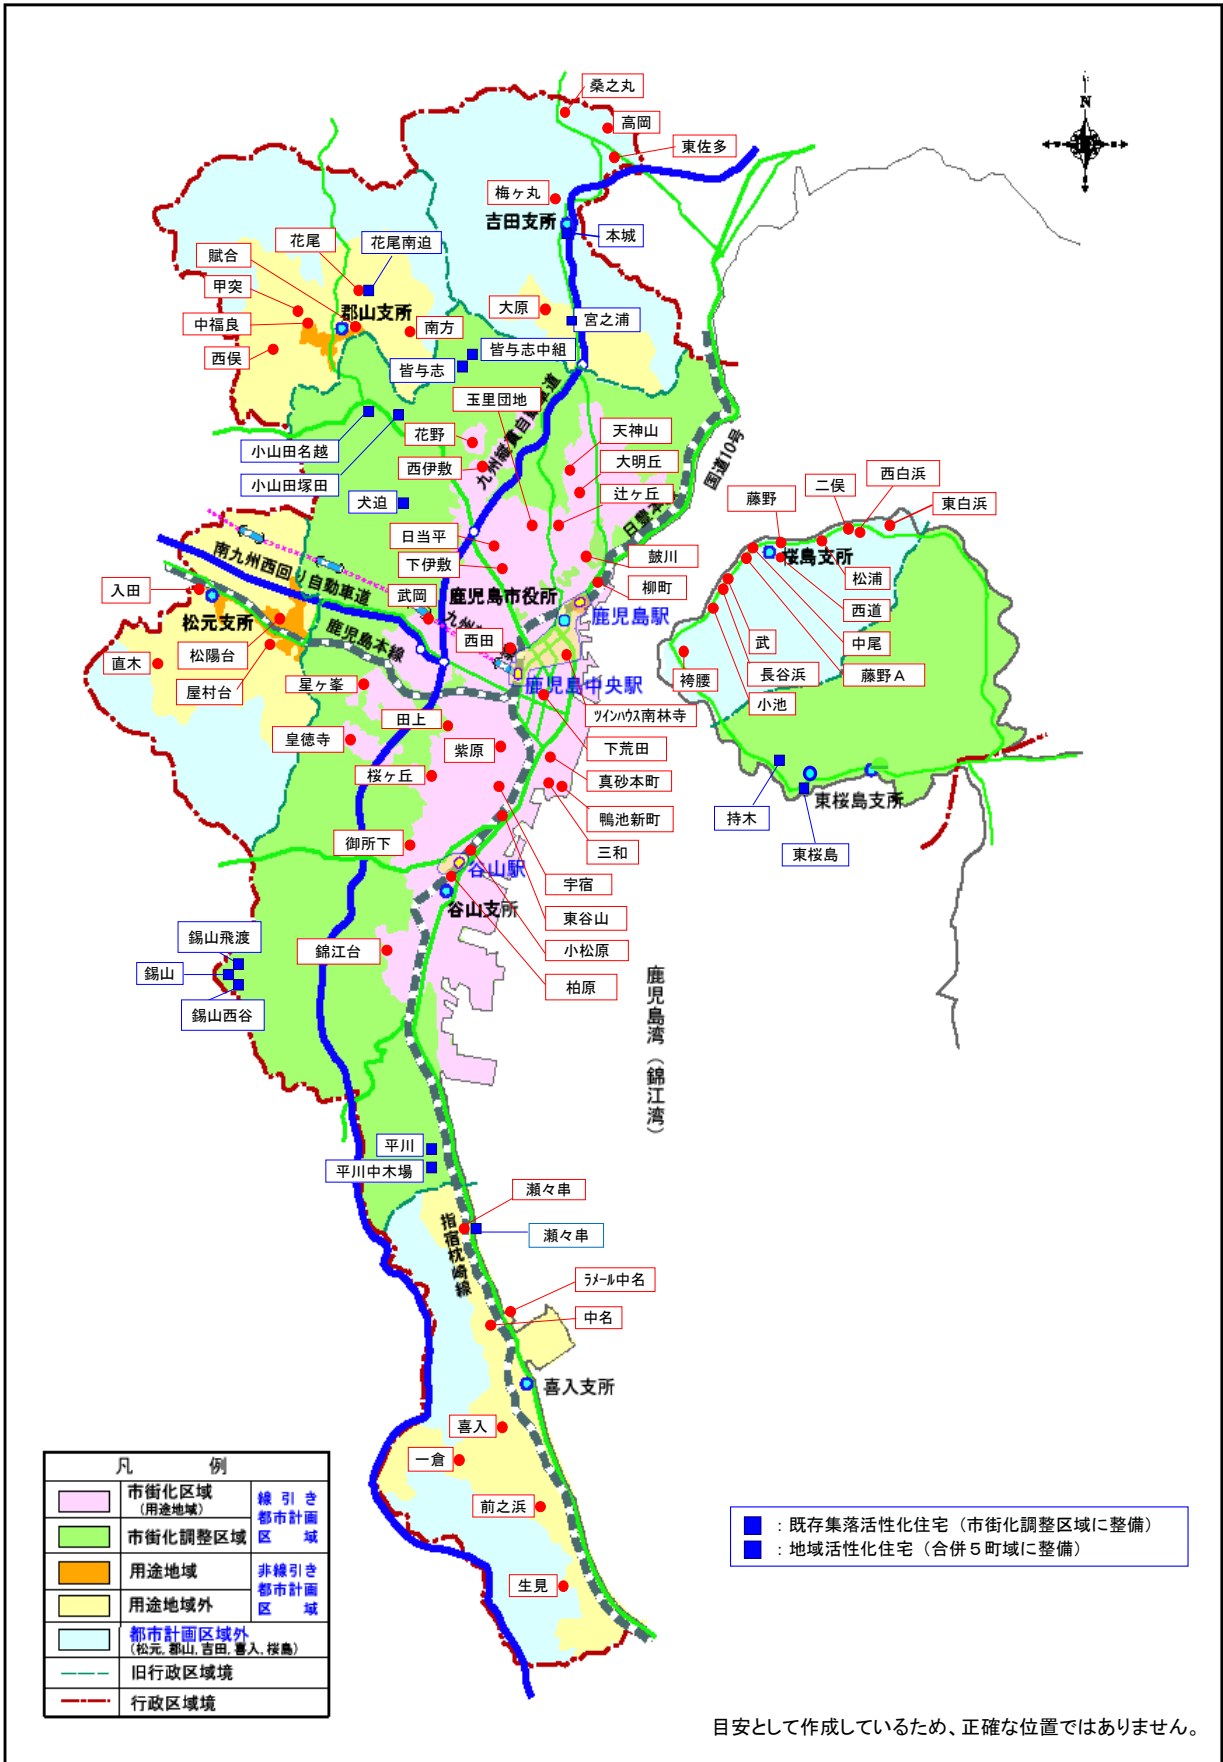 桑之丸
高岡
東佐多
N
梅ヶ丸
吉田支所
本城
花尾
花尾南迫
賦合
甲突
郡山支所
大原
宮之浦
中福良
南方
西俣
皆与志中組
皆与志
玉里団地
九州縦貫自動車道
天神山
花野
国道10号
小山田名越
西伊敷
大明丘
小山田塚田
辻ヶ丘
犬迫
藤野
二俣
西白浜
東白浜
日当平
鼓川
桜島支所
南九州西回り自動車道
下伊敷
松浦
入田
武岡
鹿児島市役所
柳町
西道
松元支所
鹿児島駅
武
中尾
鹿児島本線
西田
直木
松陽台
長谷浜
藤野A
屋村台
袴腰
星ヶ峯
鹿児島中央駅
小池
田上
ﾂｲﾝﾊｳｽ南林寺
皇徳寺
紫原
下荒田
桜ヶ丘
真砂本町
鴨池新町
持木
東桜島支所
御所下
三和
東桜島
谷山駅
宇宿
谷山支所
東谷山
錫山飛渡
錦江台
小松原
錫山
柏原
錫山西谷
鹿児島湾（錦江湾）
平川
平川中木場
瀬々串
指宿枕崎線
瀬々串
ﾗﾒｰﾙ中名
中名
喜入支所
喜入
一倉
前之浜
生見
凡　例
市街化区域
（用途地域）
線引き
都市計画
区　域
市街化調整区域
用途地域
非線引き
都市計画
区　域
用途地域外
都市計画区域外
（松元, 郡山, 吉田, 喜入, 桜島）
旧行政区域境
行政区域境
：既存集落活性化住宅（市街化調整区域に整備）
：地域活性化住宅（合併５町域に整備）
目安として作成しているため、正確な位置ではありません。